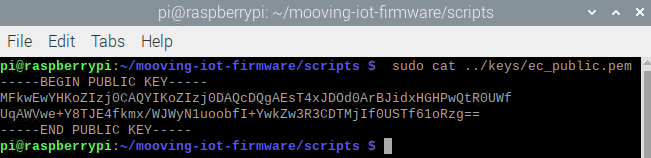 pi@raspberrypi: ~/mooving-iot-firmware/scripts
File Edit Tabs Help
pi@raspberrypi:~/mooving-iot-firmware/scripts $ sudo cat ../keys/ec_public.pem
-----BEGIN PUBLIC KEY-----
MFkwEwYHKoZIzj0CAQYIKoZIzj0DAQcDQgAEsT4xJDOd0ArBJidxHGHPwQtR0UWf
UqAWVwe+Y8TJE4fkmx/WJWyN1uoobfI+YwkZw3R3CDTMjIf0USTf61oRzg==
-----END PUBLIC KEY-----
pi@raspberrypi:~/mooving-iot-firmware/scripts $